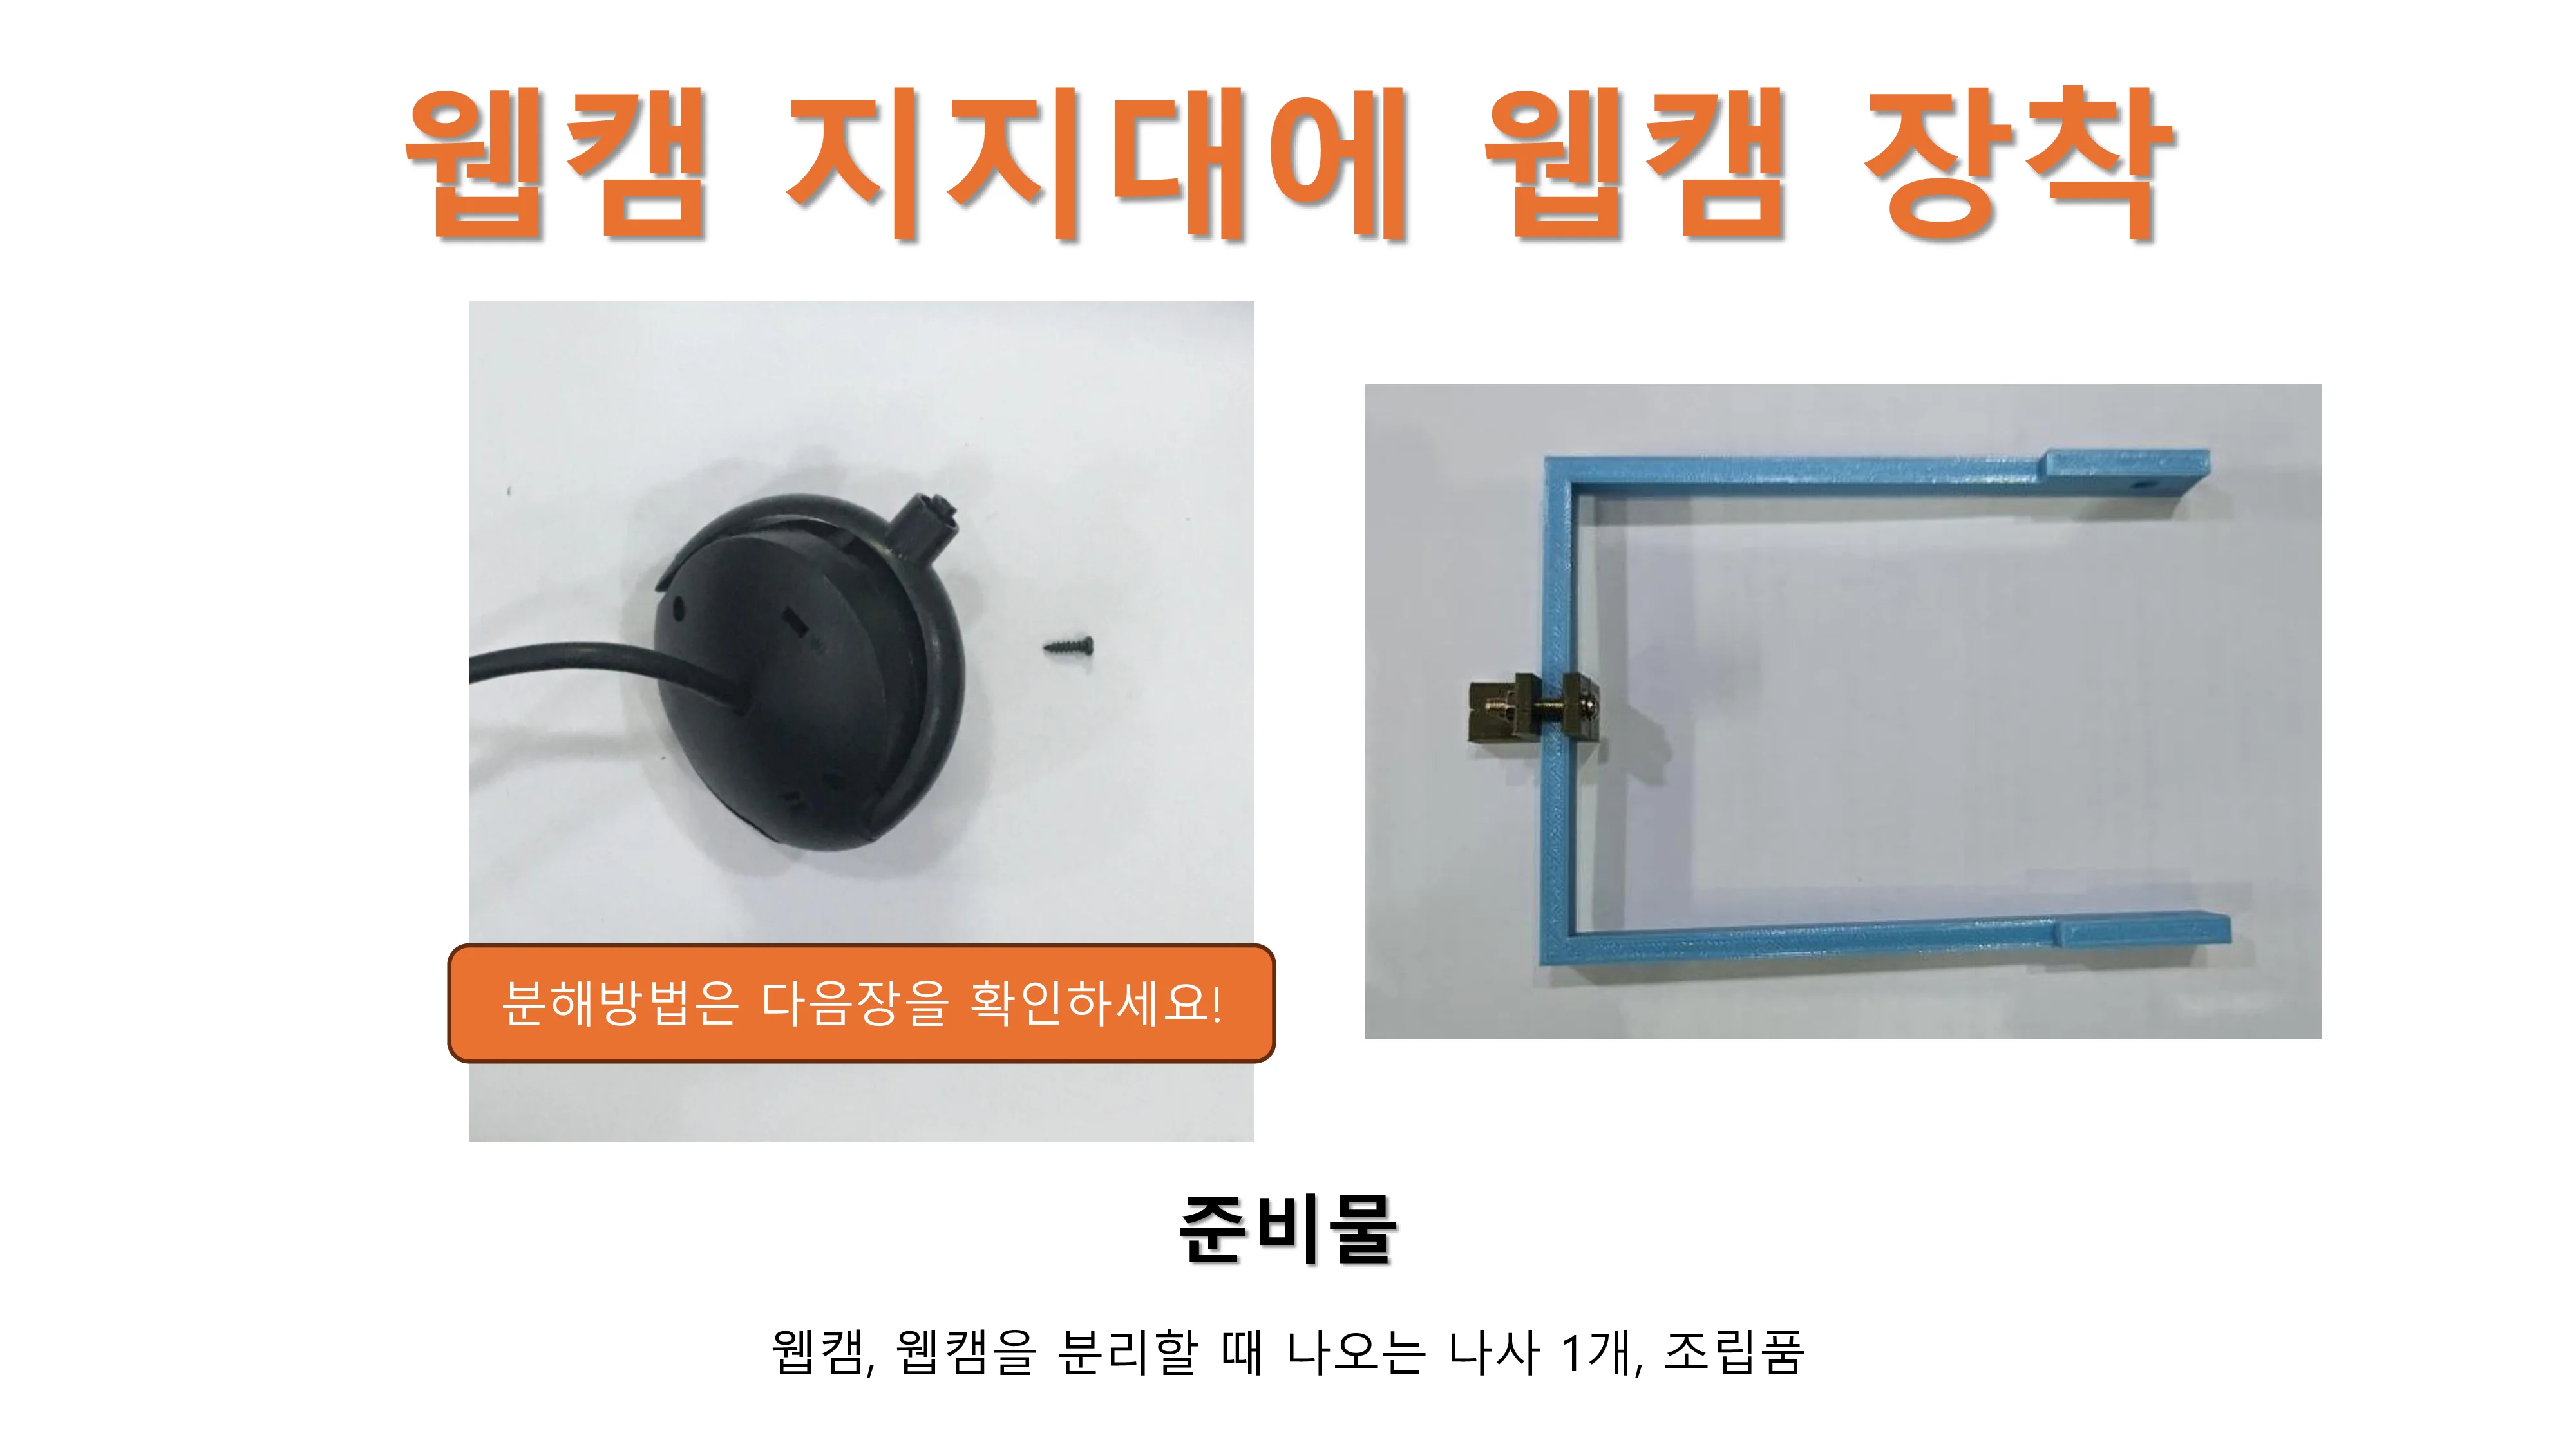 웹캠 지지대에 웹캠 장착
분해방법은 다음장을 확인하세요!
준비물
웹캠, 웹캠을 분리할 때 나오는 나사 1개, 조립품